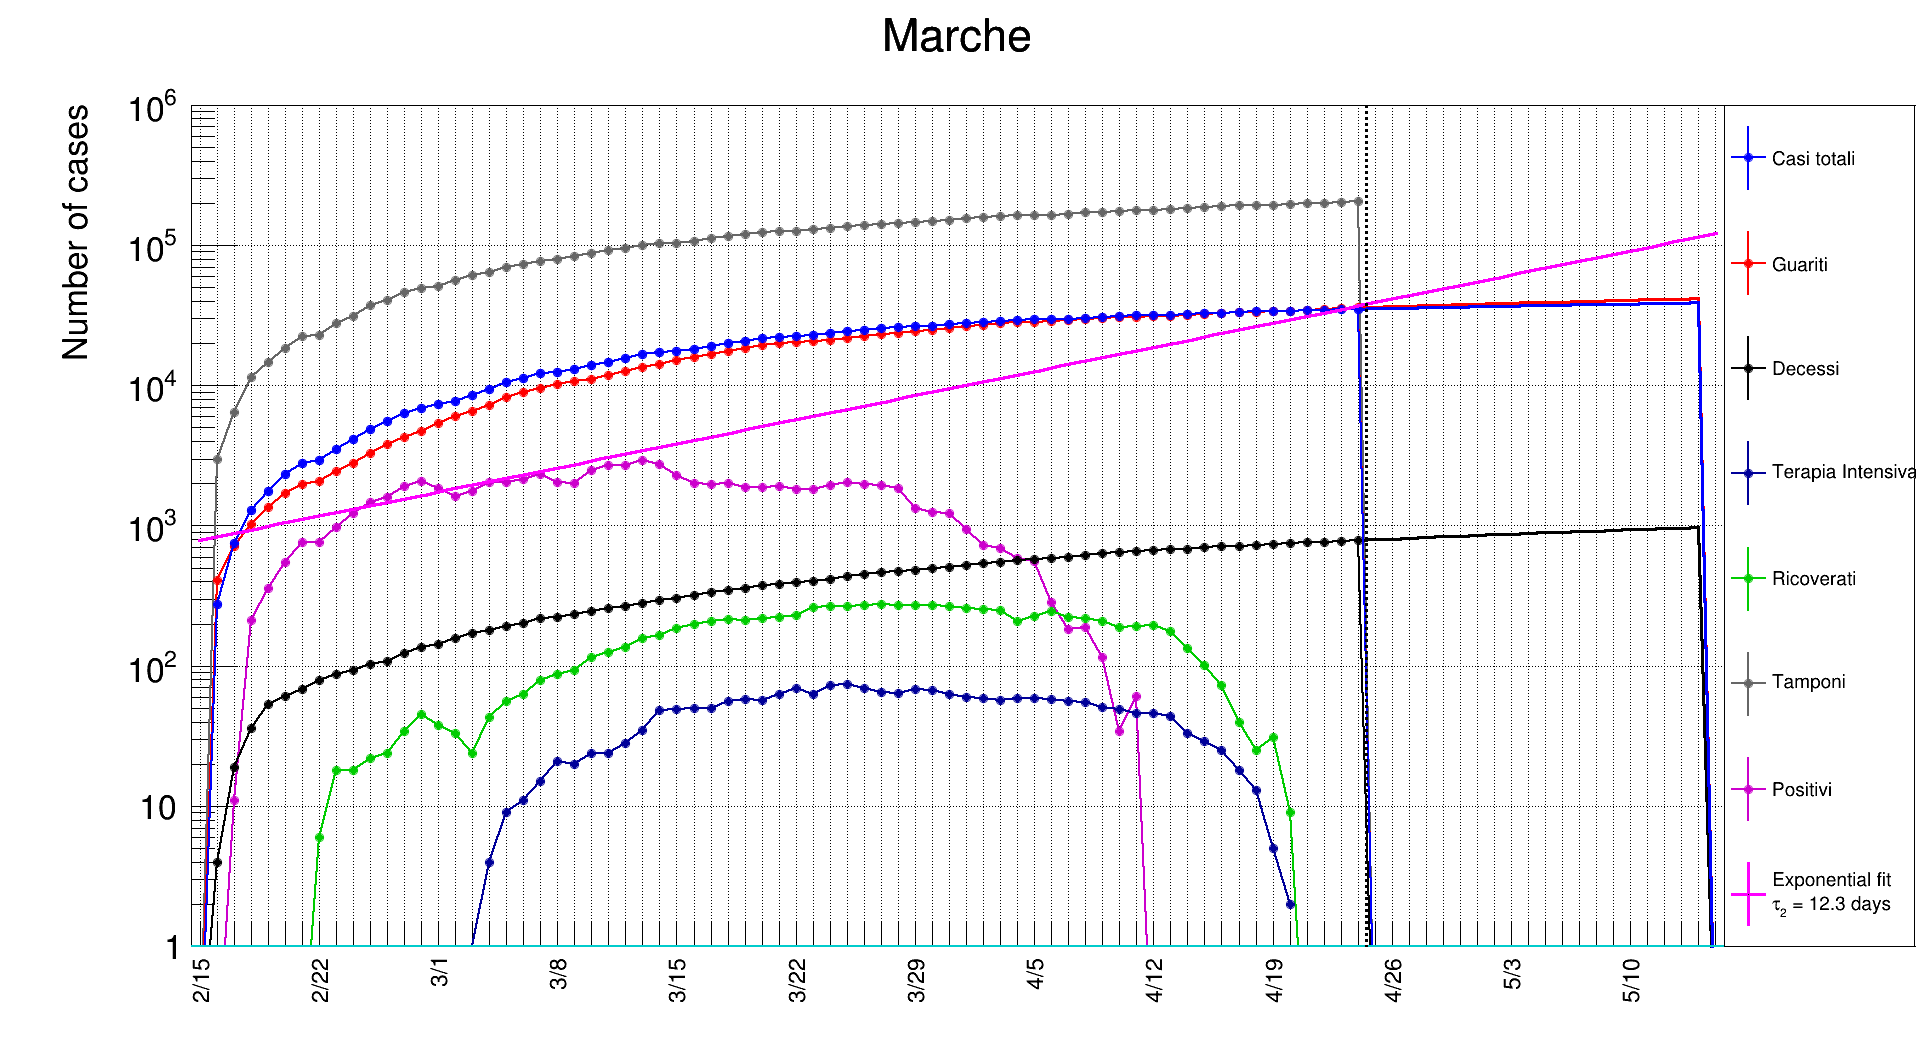 Marche
Number of cases
10^6
10^5
10^4
10^3
10^2
10
1
2/15
2/22
3/1
3/8
3/15
3/22
3/29
4/5
4/12
4/19
4/26
5/3
5/10
Casi totali
Guariti
Decessi
Terapia Intensiva
Ricoverati
Tamponi
Positivi
Exponential fit
τ_2 = 12.3 days